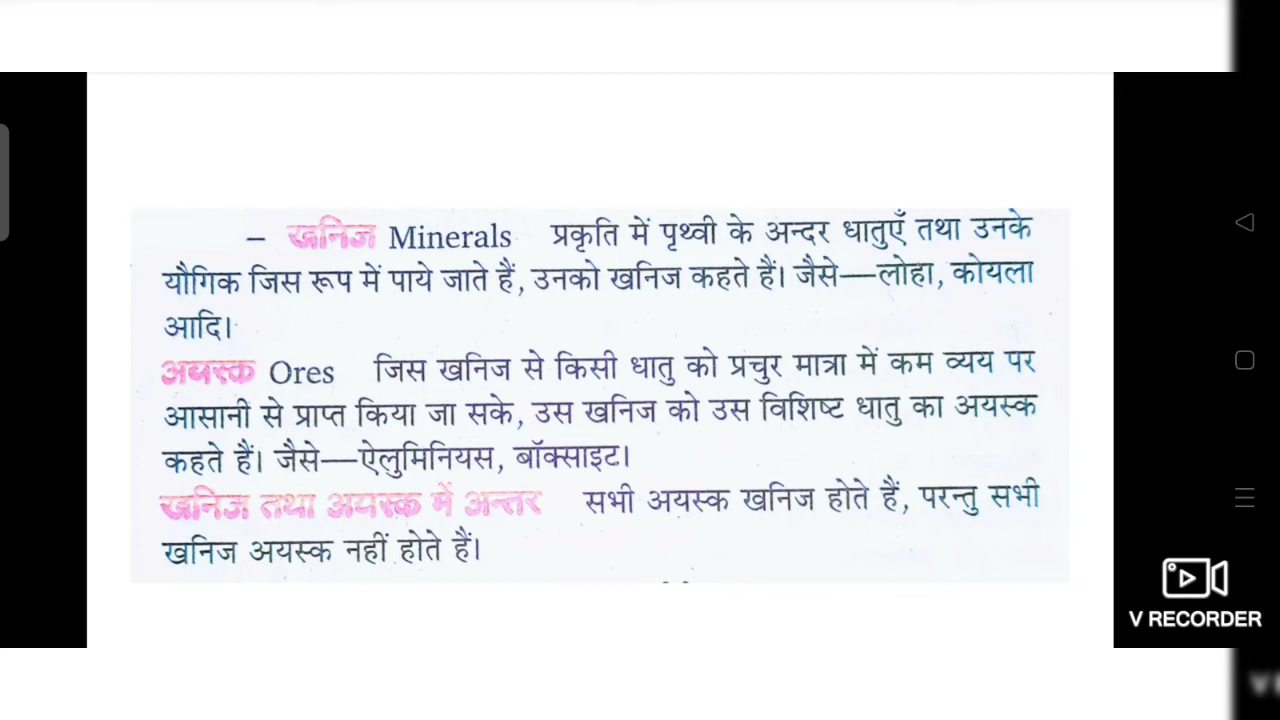 – खनिज Minerals प्रकृति में पृथ्वी के अन्दर धातुएँ तथा उनके
यौगिक जिस रूप में पाये जाते हैं, उनको खनिज कहते हैं। जैसे—लोहा, कोयला
आदि।
अयस्क Ores जिस खनिज से किसी धातु को प्रचुर मात्रा में कम व्यय पर
आसानी से प्राप्त किया जा सके, उस खनिज को उस विशिष्ट धातु का अयस्क
कहते हैं। जैसे—ऐलुमिनियस, बॉक्साइट।
खनिज तथा अयस्क में अन्तर सभी अयस्क खनिज होते हैं, परन्तु सभी
खनिज अयस्क नहीं होते हैं।
V RECORDER